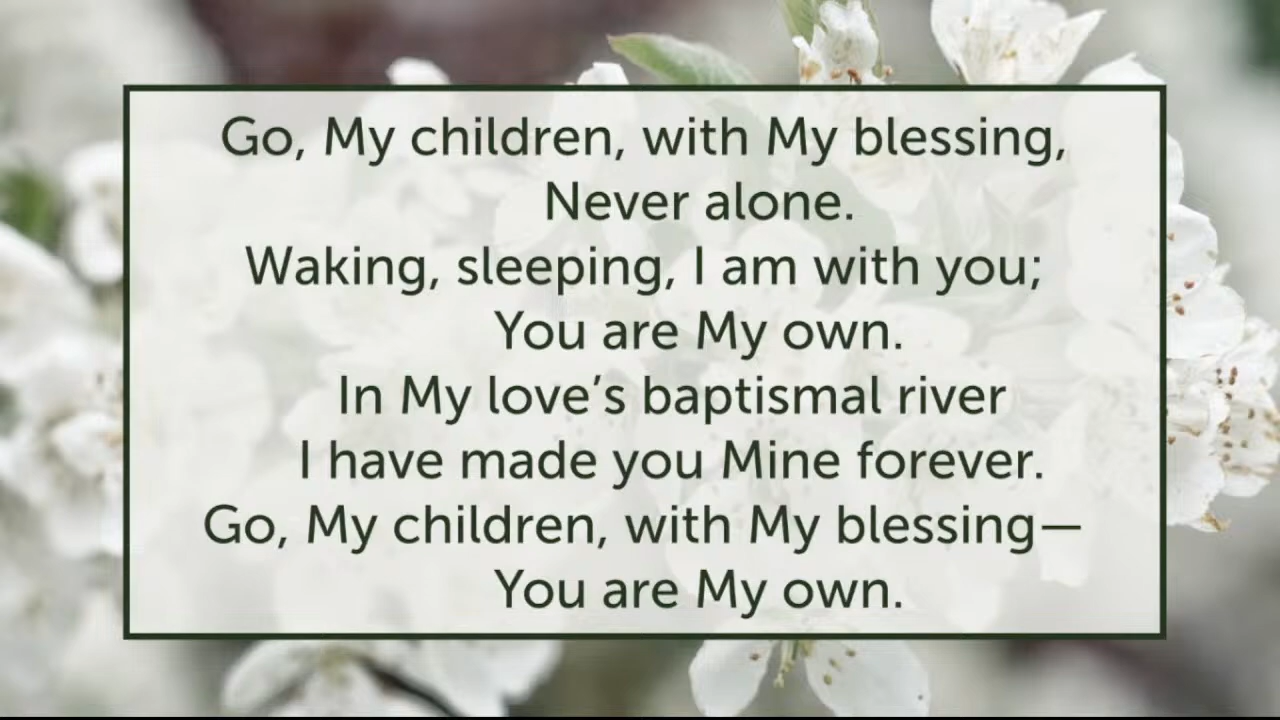 Go, My children, with My blessing,
Never alone.
Waking, sleeping, I am with you;
You are My own.
In My love’s baptismal river
I have made you Mine forever.
Go, My children, with My blessing—
You are My own.